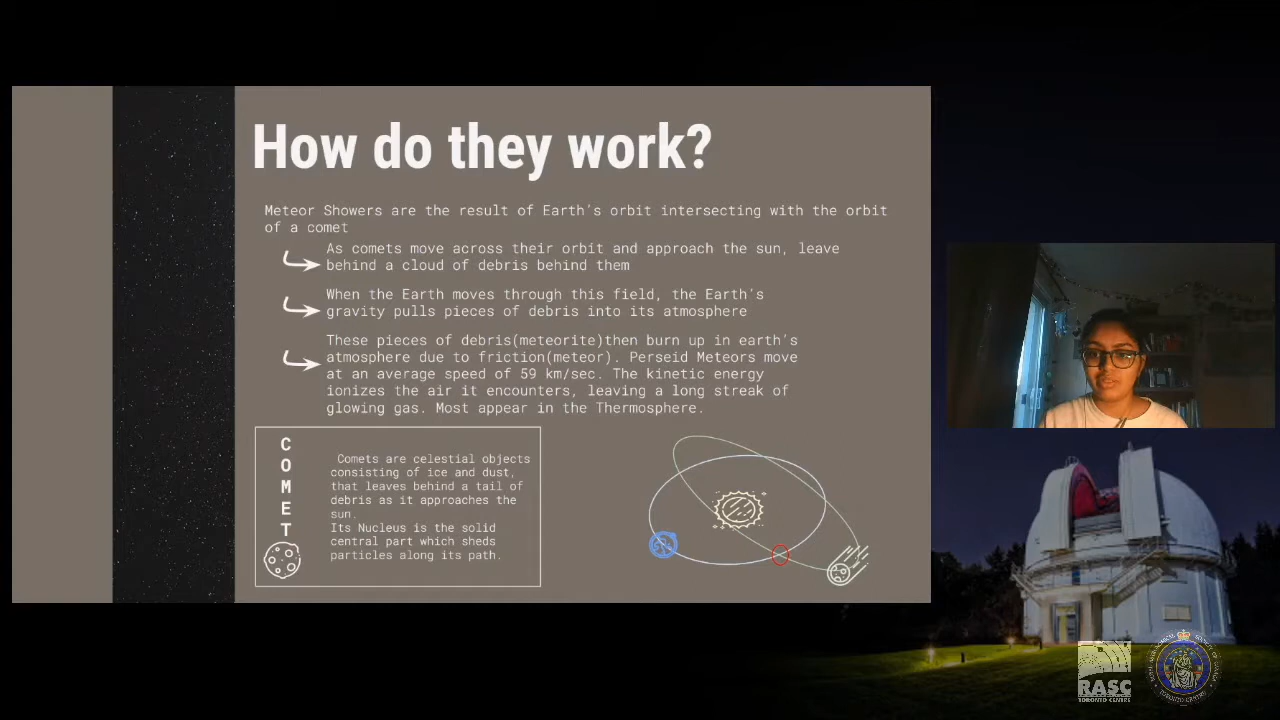 How do they work?
Meteor Showers are the result of Earth's orbit intersecting with the orbit
of a comet
As comets move across their orbit and approach the sun, leave
behind a cloud of debris behind them
When the Earth moves through this field, the Earth's
gravity pulls pieces of debris into its atmosphere
These pieces of debris(meteorite)then burn up in earth's
atmosphere due to friction(meteor). Perseid Meteors move
at an average speed of 59 km/sec. The kinetic energy
ionizes the air it encounters, leaving a long streak of
glowing gas. Most appear in the Thermosphere.
COMET
Comets are celestial objects
consisting of ice and dust,
that leaves behind a tail of
debris as it approaches the
sun.
Its Nucleus is the solid
central part which sheds
particles along its path.
RASC
TORONTO CENTRE